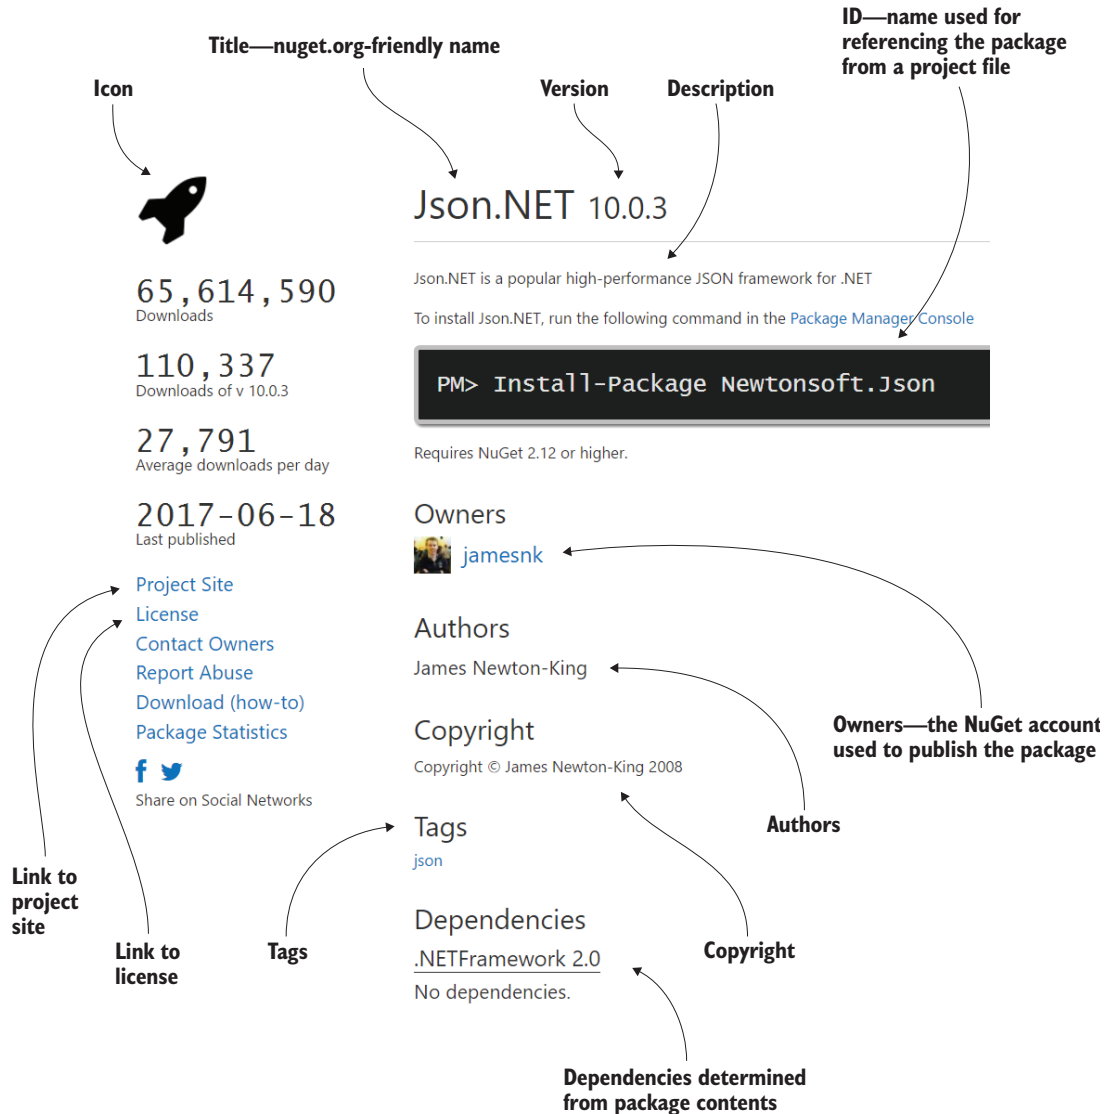 ID—name used for
referencing the package
from a project file
Title—nuget.org-friendly name
Icon
Version
Description
Json.NET 10.0.3
65,614,590
Downloads
110,337
Downloads of v 10.0.3
27,791
Average downloads per day
2017-06-18
Last published
Project Site
License
Contact Owners
Report Abuse
Download (how-to)
Package Statistics
Share on Social Networks
Json.NET is a popular high-performance JSON framework for .NET
To install Json.NET, run the following command in the Package Manager Console
PM> Install-Package Newtonsoft.Json
Requires NuGet 2.12 or higher.
Owners
jamesnk
Authors
James Newton-King
Copyright
Copyright © James Newton-King 2008
Tags
json
Dependencies
.NETFramework 2.0
No dependencies.
Owners—the NuGet account
used to publish the package
Authors
Link to
project
site
Link to
license
Tags
Copyright
Dependencies determined
from package contents